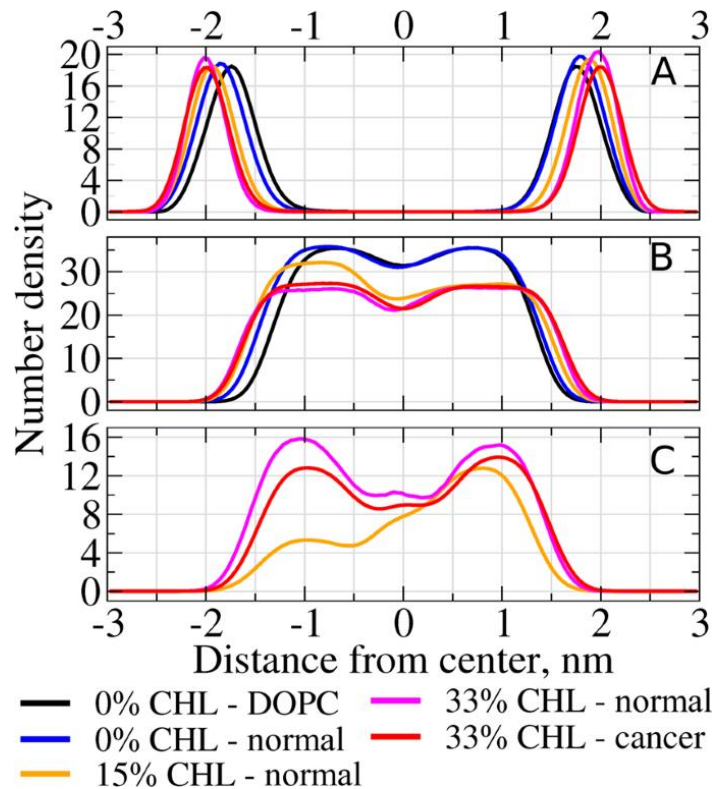 -3 -2 -1 0 1 2 3
20
16
12
8
4
0
A
30
20
10
0
B
16
12
8
4
0
C
Number density
-3 -2 -1 0 1 2 3
Distance from center, nm
0% CHL - DOPC
0% CHL - normal
15% CHL - normal
33% CHL - normal
33% CHL - cancer